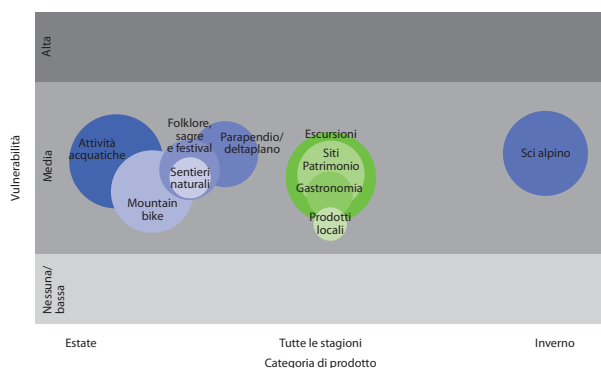 Vulnerabilità
Alta
Media
Nessuna/
bassa
Attività
acquatiche
Mountain
bike
Folklore,
sagre
e festival
Sentieri
naturali
Parapendio/
deltaplano
Escursioni
Siti
Patrimonio
Gastronomia
Prodotti
locali
Sci alpino
Estate
Tutte le stagioni
Inverno
Categoria di prodotto